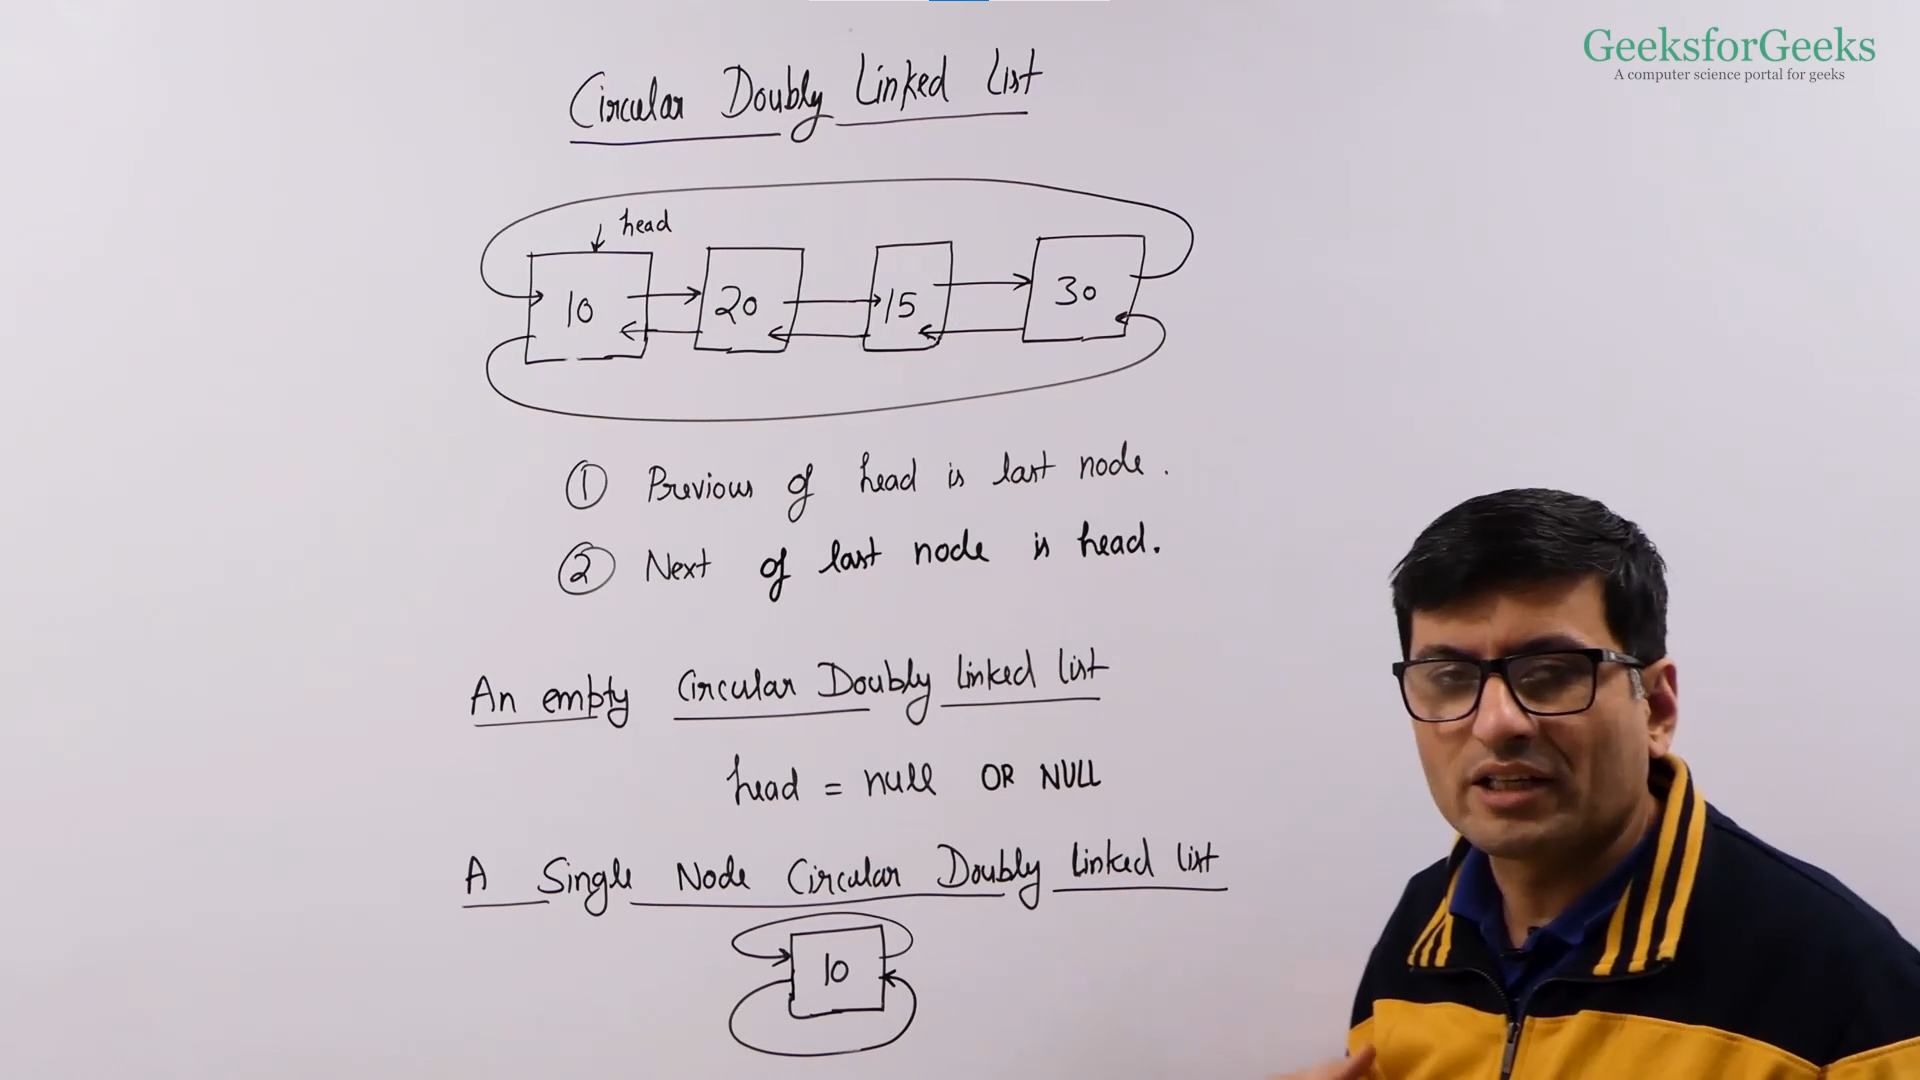 GeeksforGeeks
A computer science portal for geeks
Circular Doubly Linked List
head
10 20 15 30
① Previous of head is last node.
② Next of last node is head.
An empty Circular Doubly linked list
head = null OR NULL
A Single Node Circular Doubly linked list
10